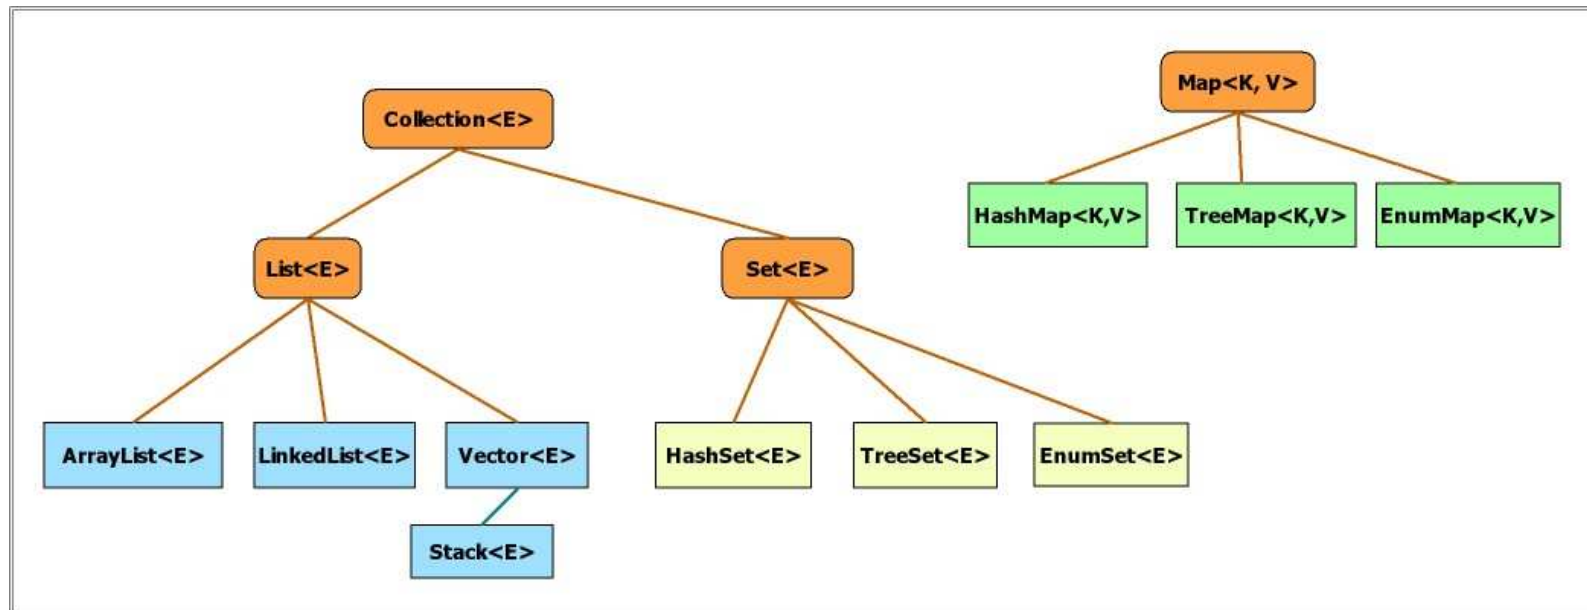 Map<K, V>
Collection<E>
HashMap<K,V>
TreeMap<K,V>
EnumMap<K,V>
List<E>
Set<E>
ArrayList<E>
LinkedList<E>
Vector<E>
HashSet<E>
TreeSet<E>
EnumSet<E>
Stack<E>